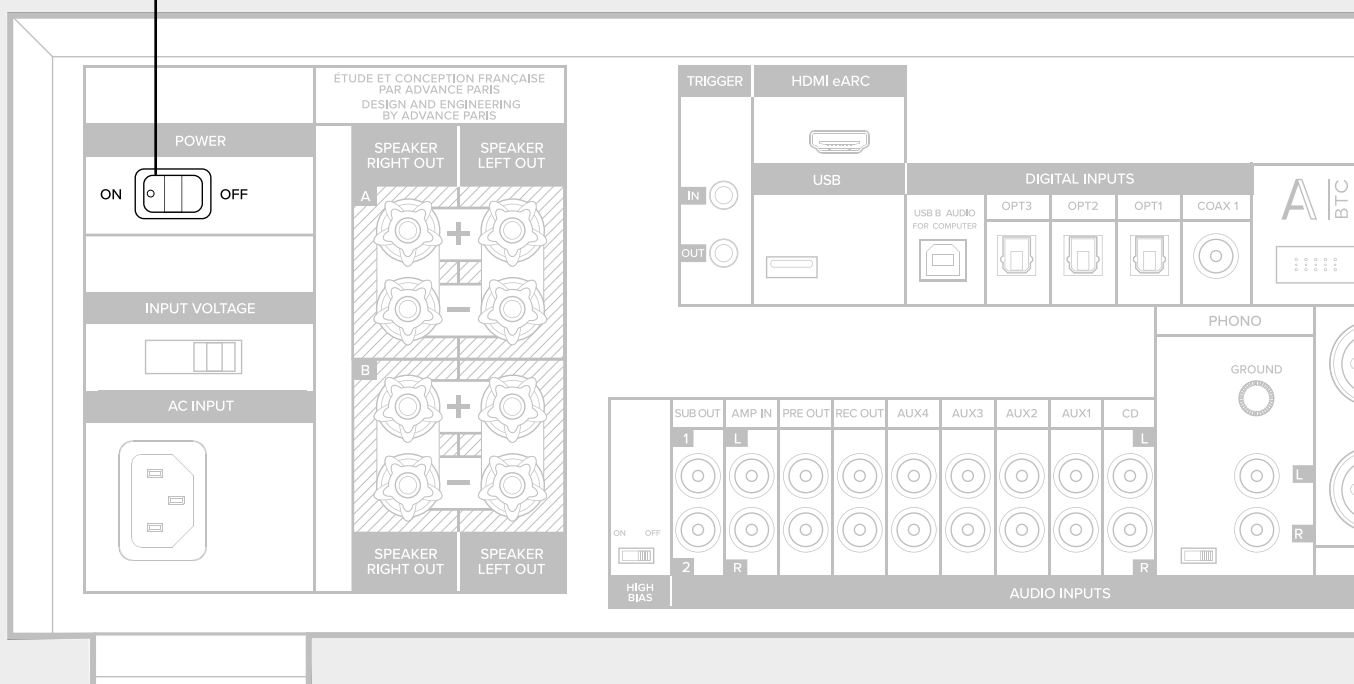 ÉTUDE ET CONCEPTION FRANÇAISE
PAR ADVANCE PARIS
DESIGN AND ENGINEERING
BY ADVANCE PARIS
POWER
ON
OFF
INPUT VOLTAGE
AC INPUT
SPEAKER
RIGHT OUT
SPEAKER
LEFT OUT
A
+
−
B
+
−
SPEAKER
RIGHT OUT
SPEAKER
LEFT OUT
TRIGGER
IN
OUT
HDMI eARC
USB
DIGITAL INPUTS
USB B AUDIO
FOR COMPUTER
OPT3
OPT2
OPT1
COAX 1
A
BTC
PHONO
GROUND
L
R
SUB OUT
AMP IN
PRE OUT
REC OUT
AUX4
AUX3
AUX2
AUX1
CD
1
L
L
ON
OFF
2
R
R
HIGH
BIAS
AUDIO INPUTS